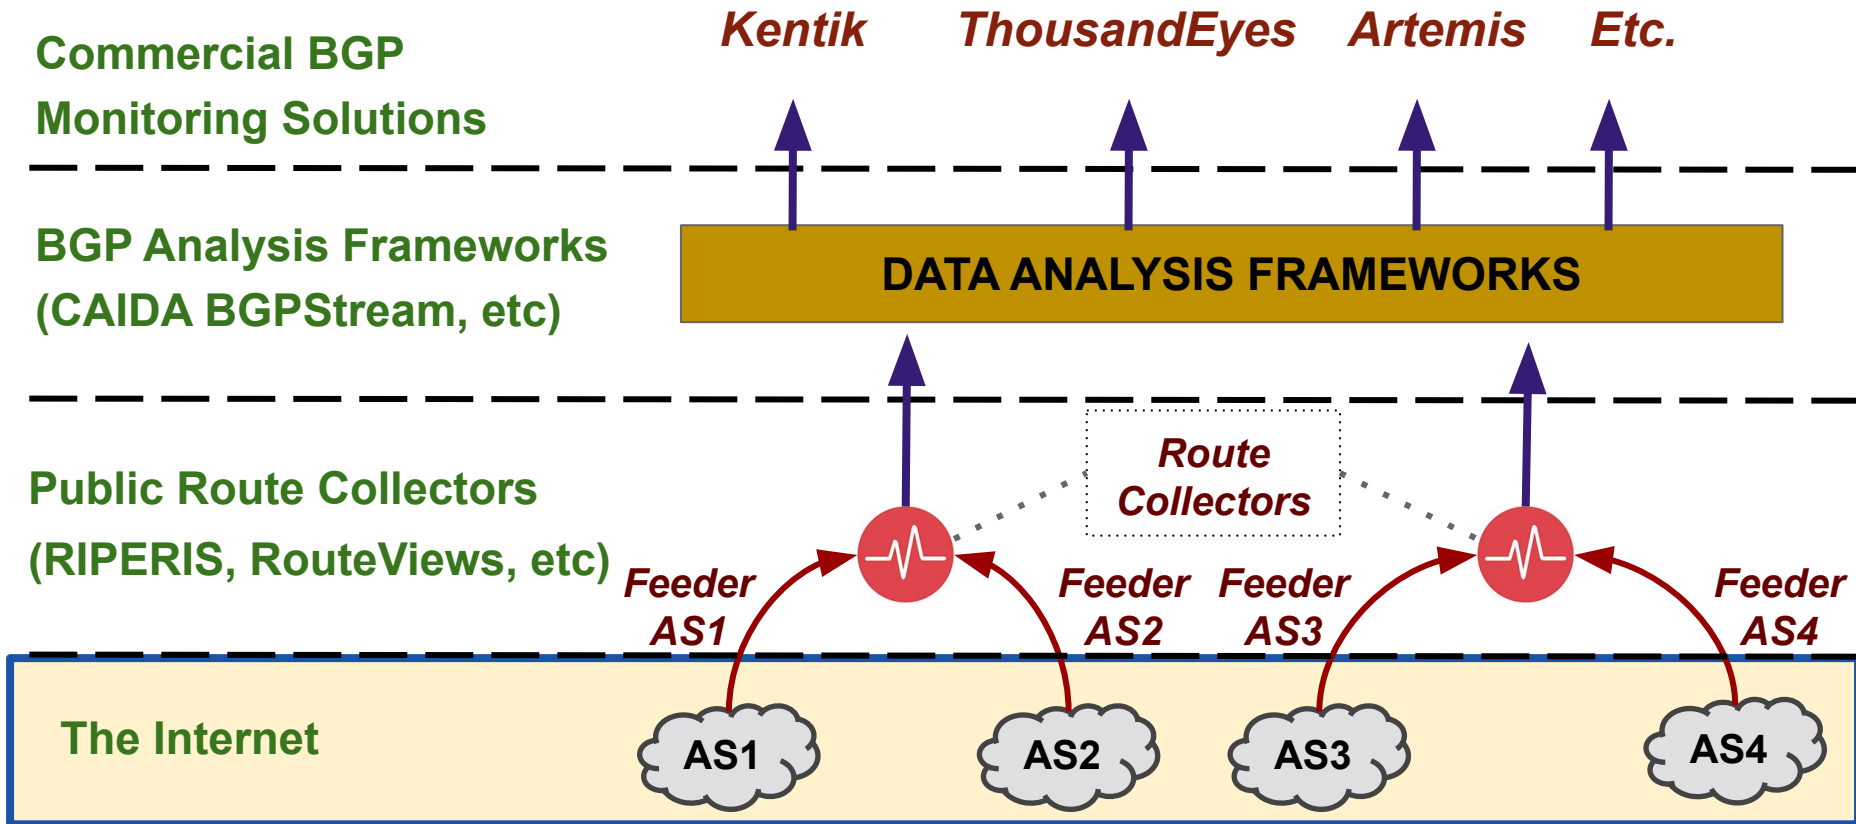 Commercial BGP
Monitoring Solutions
Kentik
ThousandEyes
Artemis
Etc.
BGP Analysis Frameworks
(CAIDA BGPStream, etc)
DATA ANALYSIS FRAMEWORKS
Public Route Collectors
(RIPERIS, RouteViews, etc)
Route
Collectors
Feeder
AS1
Feeder
AS2
Feeder
AS3
Feeder
AS4
The Internet
AS1
AS2
AS3
AS4